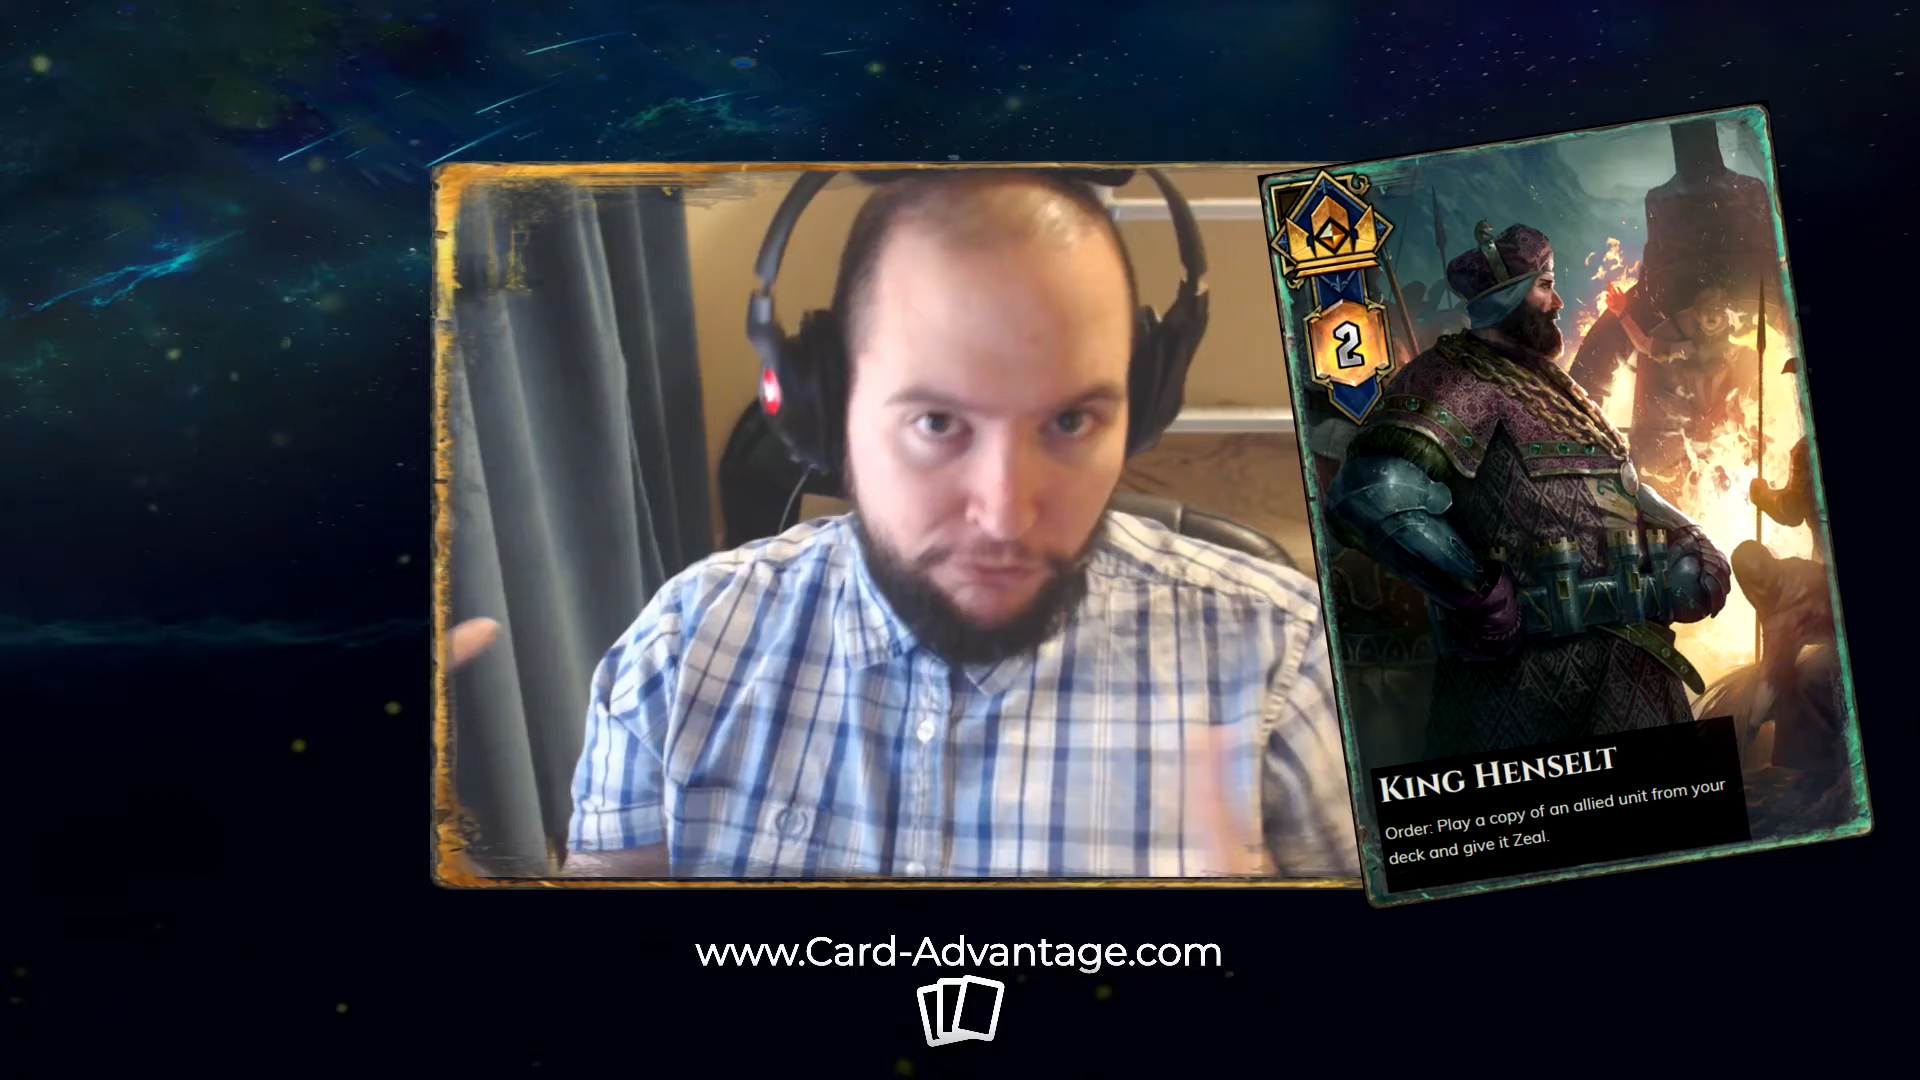 2
KING HENSELT
Order: Play a copy of an allied unit from your
deck and give it Zeal.
www.Card-Advantage.com